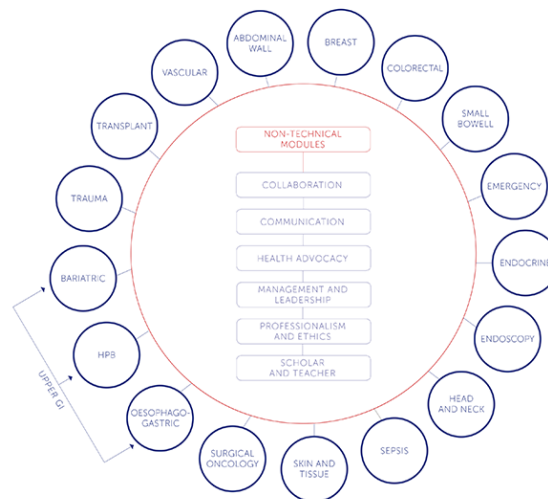 ABDOMINAL
WALL
BREAST
COLORECTAL
SMALL
BOWELL
EMERGENCY
ENDOCRINE
ENDOSCOPY
HEAD
AND NECK
SEPSIS
SKIN AND
TISSUE
SURGICAL
ONCOLOGY
OESOPHAGO-
GASTRIC
HPB
BARIATRIC
UPPER GI
TRAUMA
TRANSPLANT
VASCULAR
NON-TECHNICAL
MODULES
COLLABORATION
COMMUNICATION
HEALTH ADVOCACY
MANAGEMENT AND
LEADERSHIP
PROFESSIONALISM
AND ETHICS
SCHOLAR
AND TEACHER